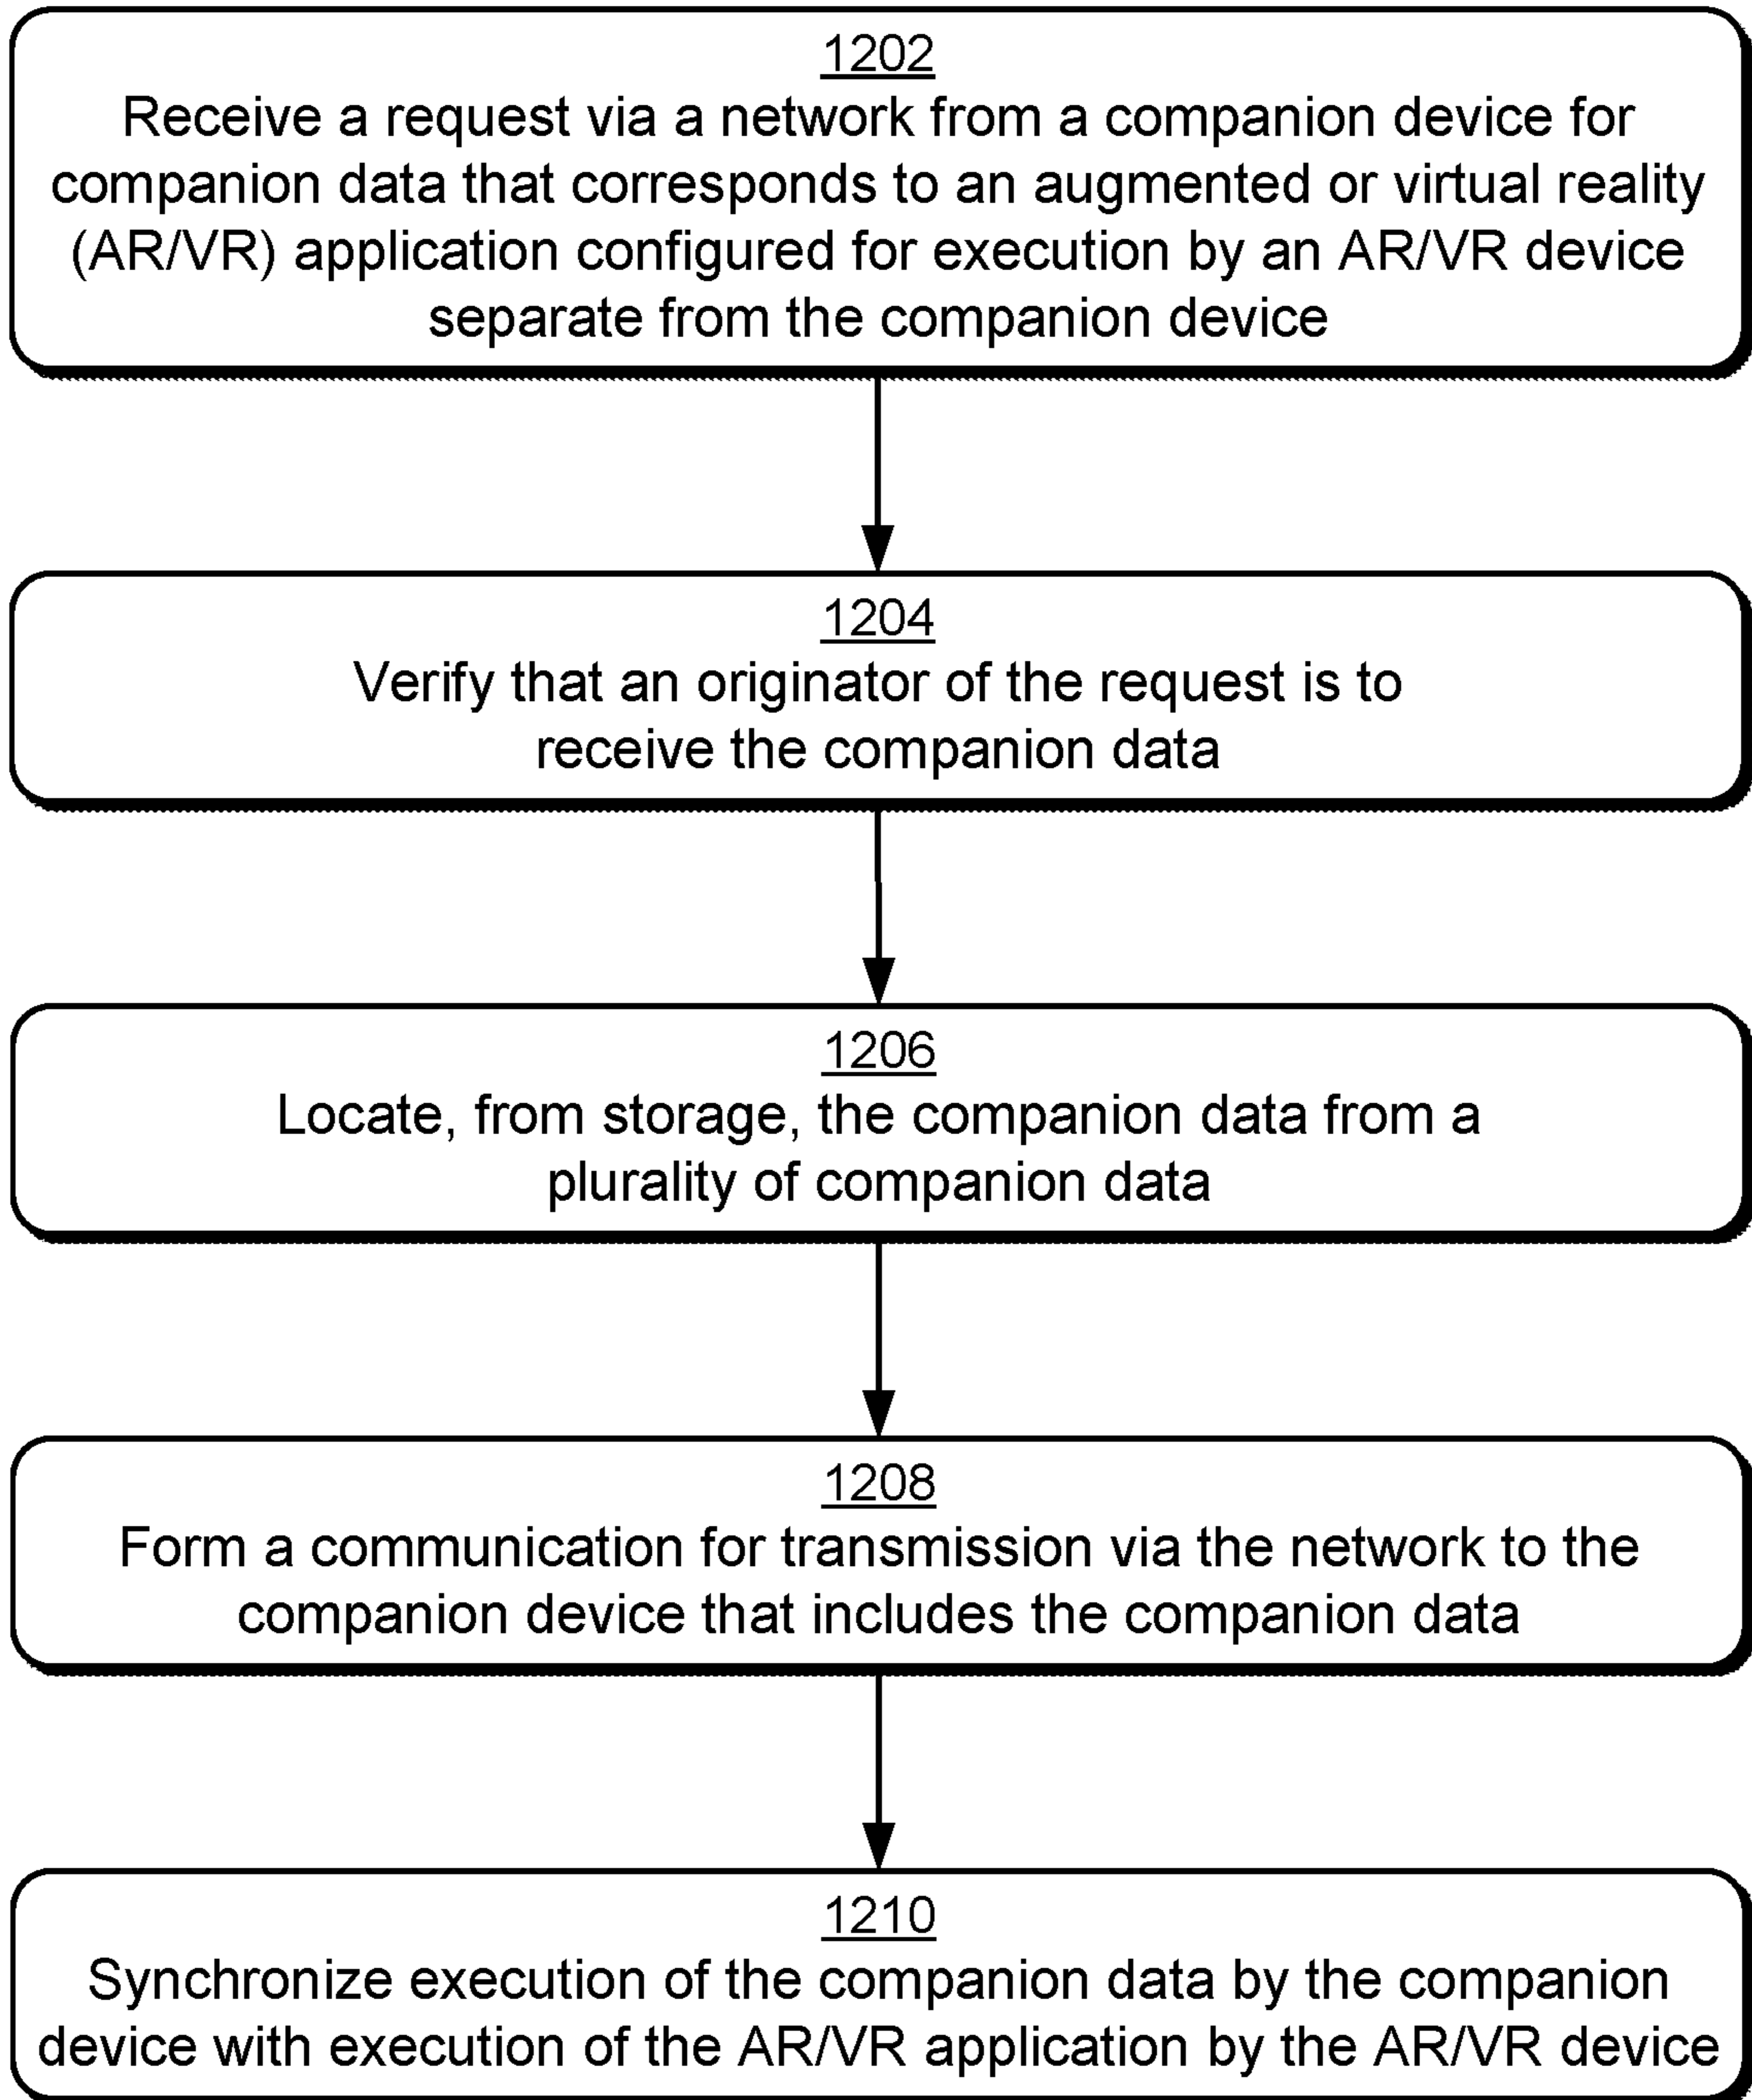 1202
Receive a request via a network from a companion device for
companion data that corresponds to an augmented or virtual reality
(AR/VR) application configured for execution by an AR/VR device
separate from the companion device
1204
Verify that an originator of the request is to
receive the companion data
1206
Locate, from storage, the companion data from a
plurality of companion data
1208
Form a communication for transmission via the network to the
companion device that includes the companion data
1210
Synchronize execution of the companion data by the companion
device with execution of the AR/VR application by the AR/VR device